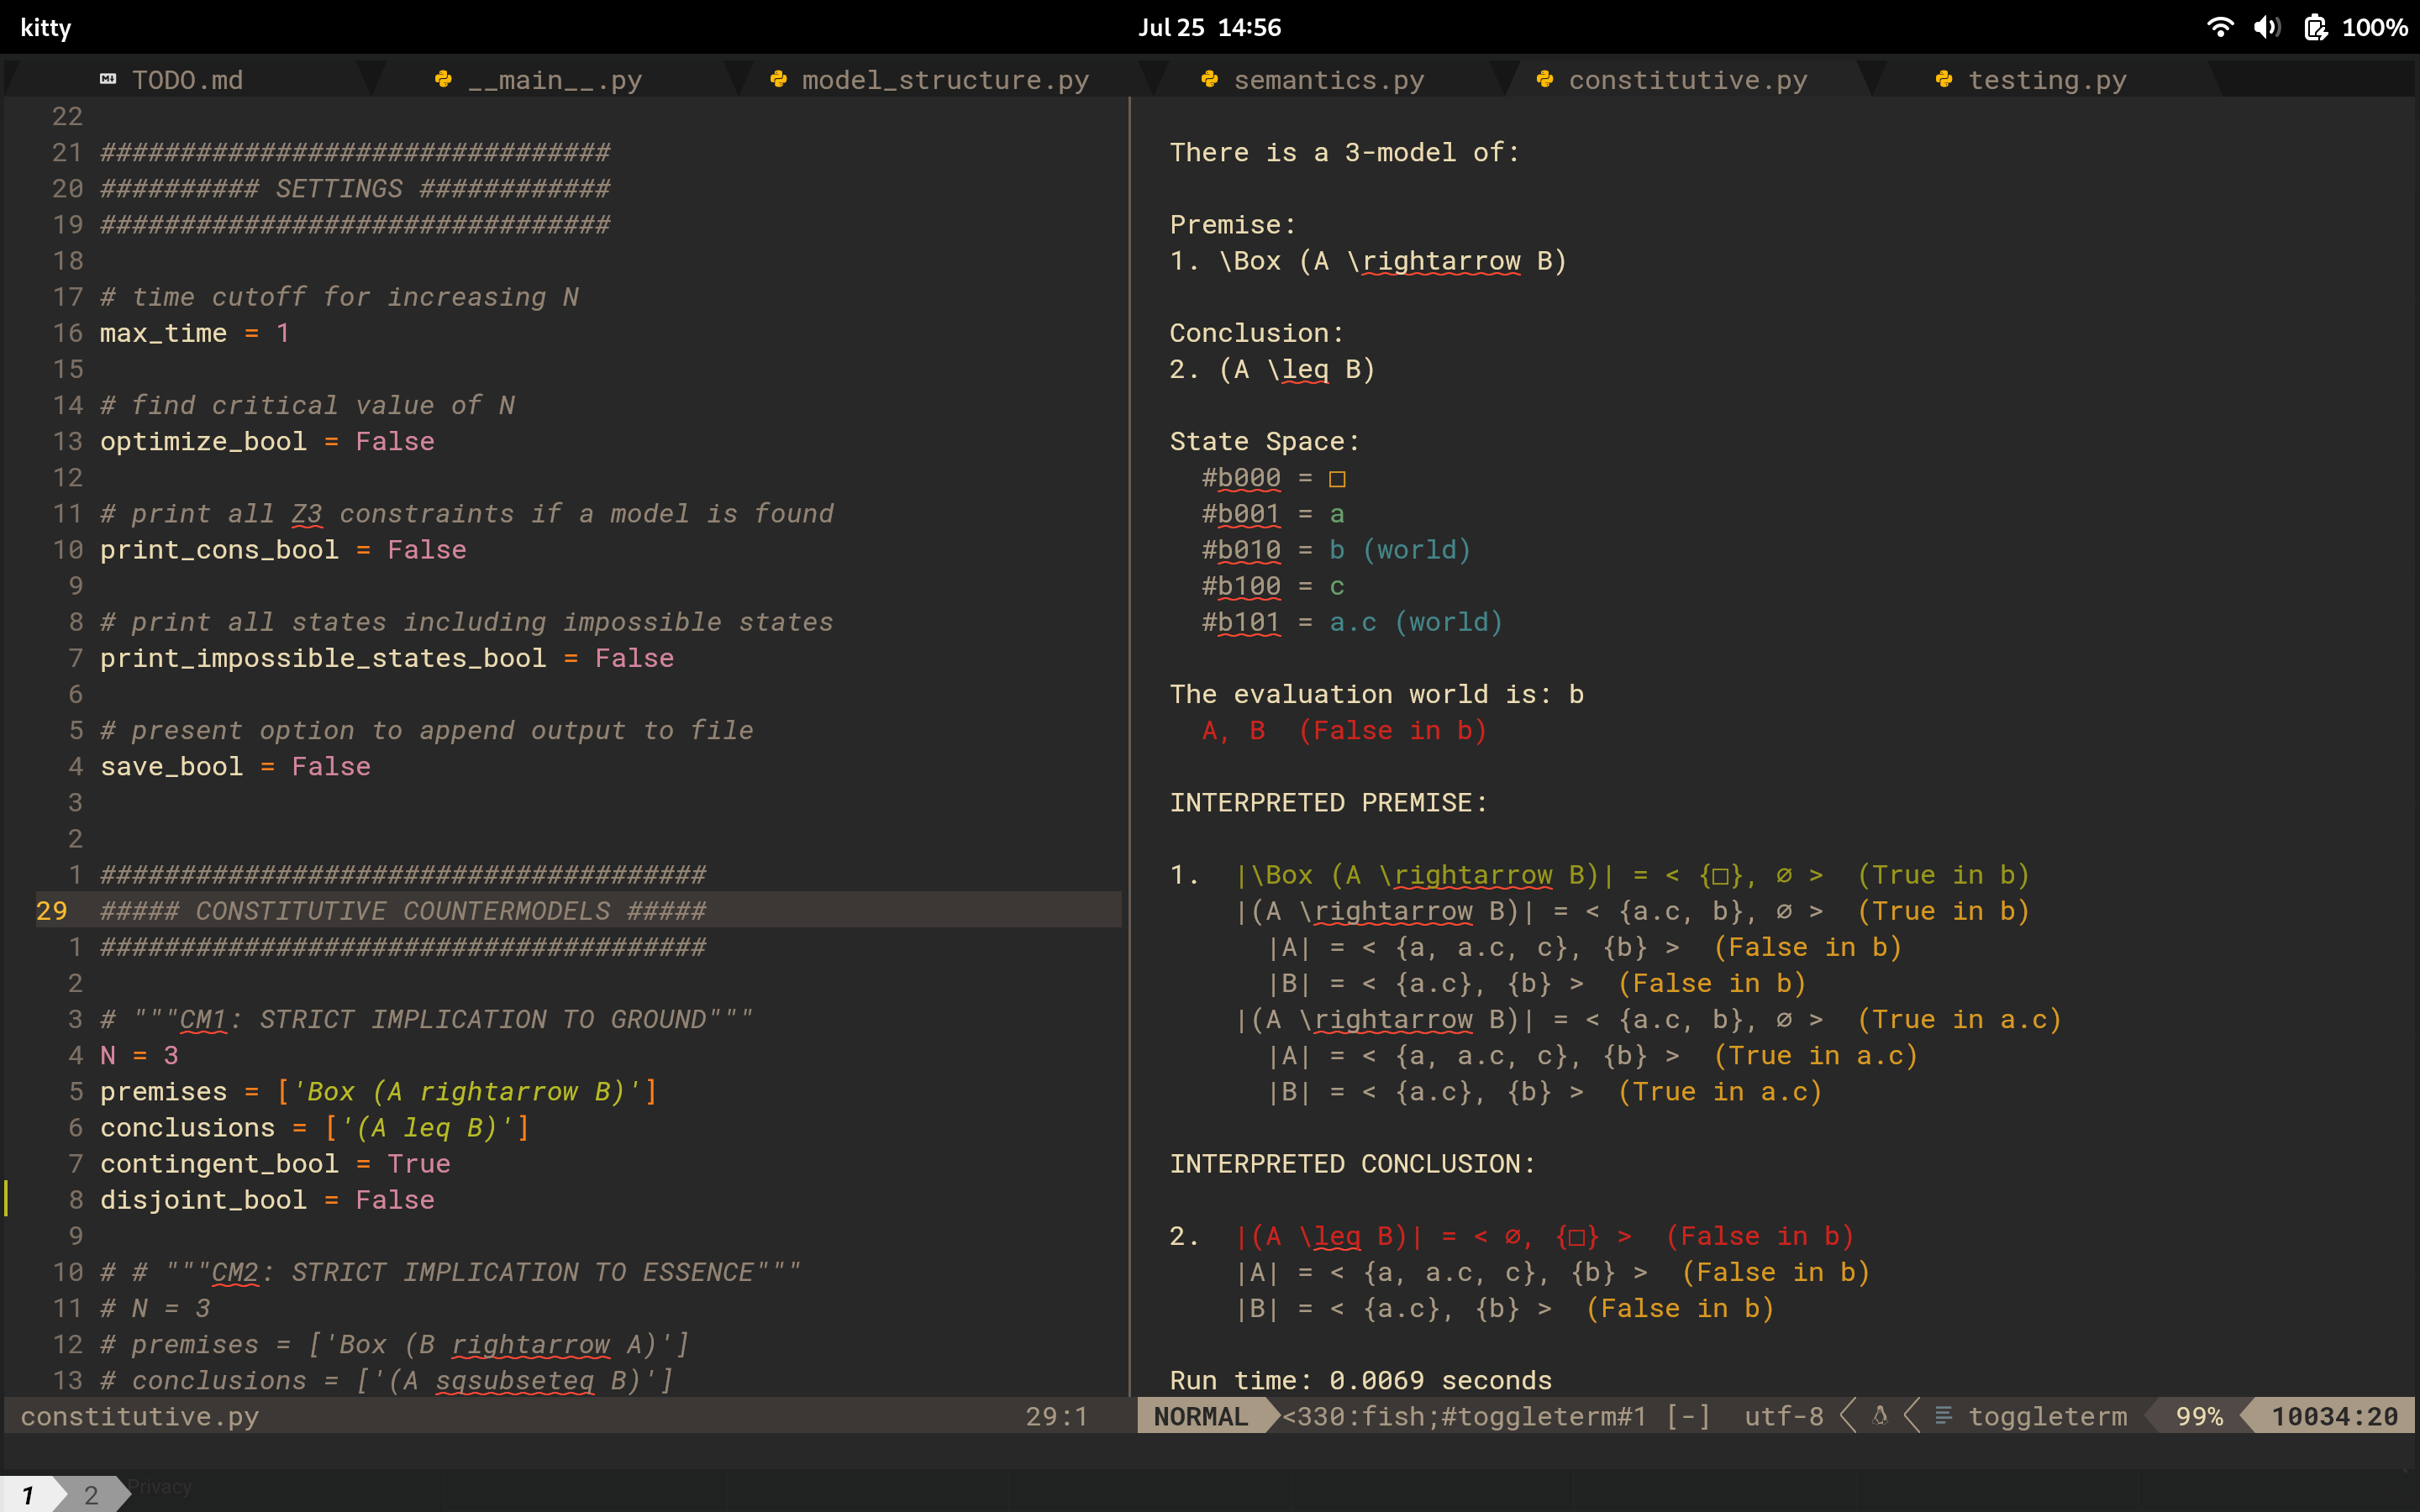 kitty
Jul 25 14:56
100%
TODO.md
__main__.py
model_structure.py
semantics.py
constitutive.py
testing.py
22
21 ################################
20 ########## SETTINGS ############
19 ################################
18
17 # time cutoff for increasing N
16 max_time = 1
15
14 # find critical value of N
13 optimize_bool = False
12
11 # print all Z3 constraints if a model is found
10 print_cons_bool = False
9
8 # print all states including impossible states
7 print_impossible_states_bool = False
6
5 # present option to append output to file
4 save_bool = False
3
2
1 ######################################
29 ##### CONSTITUTIVE COUNTERMODELS #####
1 ######################################
2
3 # """CM1: STRICT IMPLICATION TO GROUND"""
4 N = 3
5 premises = ['Box (A rightarrow B)']
6 conclusions = ['(A leq B)']
7 contingent_bool = True
8 disjoint_bool = False
9
10 # # """CM2: STRICT IMPLICATION TO ESSENCE"""
11 # N = 3
12 # premises = ['Box (B rightarrow A)']
13 # conclusions = ['(A sqsubseteq B)']
constitutive.py 29:1
There is a 3-model of:
Premise:
1. \Box (A \rightarrow B)
Conclusion:
2. (A \leq B)
State Space:
#b000 = □
#b001 = a
#b010 = b (world)
#b100 = c
#b101 = a.c (world)
The evaluation world is: b
A, B (False in b)
INTERPRETED PREMISE:
1. |\Box (A \rightarrow B)| = < {□}, ∅ > (True in b)
|(A \rightarrow B)| = < {a.c, b}, ∅ > (True in b)
|A| = < {a, a.c, c}, {b} > (False in b)
|B| = < {a.c}, {b} > (False in b)
|(A \rightarrow B)| = < {a.c, b}, ∅ > (True in a.c)
|A| = < {a, a.c, c}, {b} > (True in a.c)
|B| = < {a.c}, {b} > (True in a.c)
INTERPRETED CONCLUSION:
2. |(A \leq B)| = < ∅, {□} > (False in b)
|A| = < {a, a.c, c}, {b} > (False in b)
|B| = < {a.c}, {b} > (False in b)
Run time: 0.0069 seconds
NORMAL <330:fish;#toggleterm#1 [-] utf-8 toggleterm 99% 10034:20
1 2 Privacy